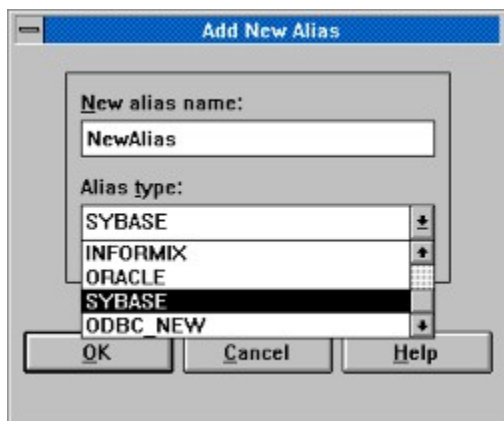 Add New Alias
New alias name:
NewAlias
Alias type:
SYBASE
INFORMIX
ORACLE
SYBASE
ODBC_NEW
OK Cancel Help